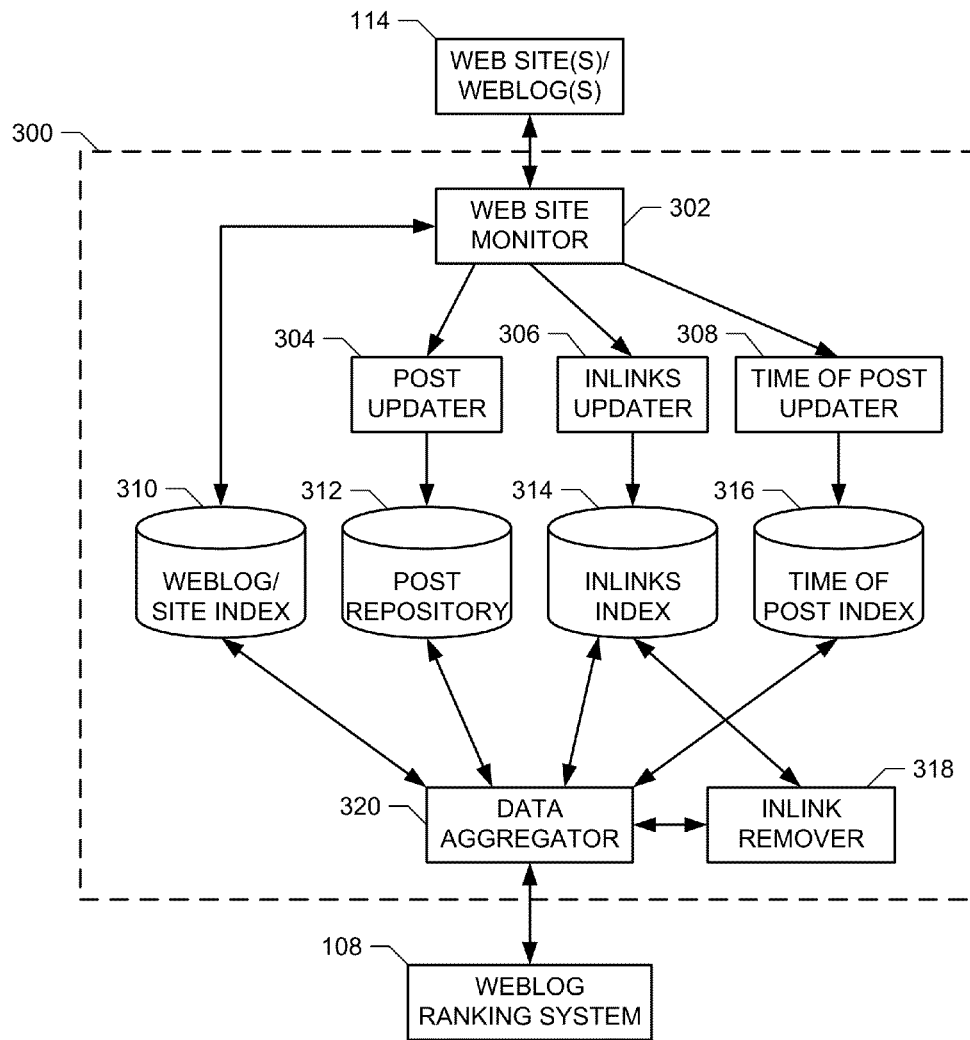 114
WEB SITE(S)/
WEBLOG(S)
300
WEB SITE
MONITOR
302
304
POST
UPDATER
306
INLINKS
UPDATER
308
TIME OF POST
UPDATER
310
WEBLOG/
SITE INDEX
312
POST
REPOSITORY
314
INLINKS
INDEX
316
TIME OF
POST INDEX
320
DATA
AGGREGATOR
318
INLINK
REMOVER
108
WEBLOG
RANKING SYSTEM